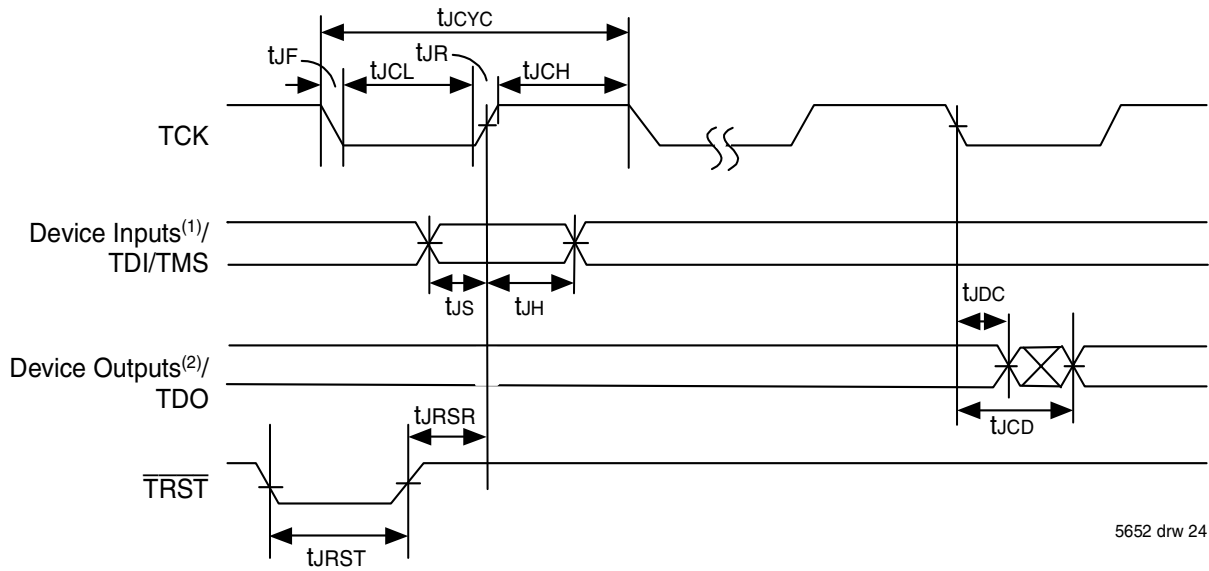 tJCYC
tJF
tJCL
tJR
tJCH
TCK
Device Inputs(1)/
TDI/TMS
tJS
tJH
tJDC
Device Outputs(2)/
TDO
tJRSR
tJCD
TRST
5652 drw 24
tJRST